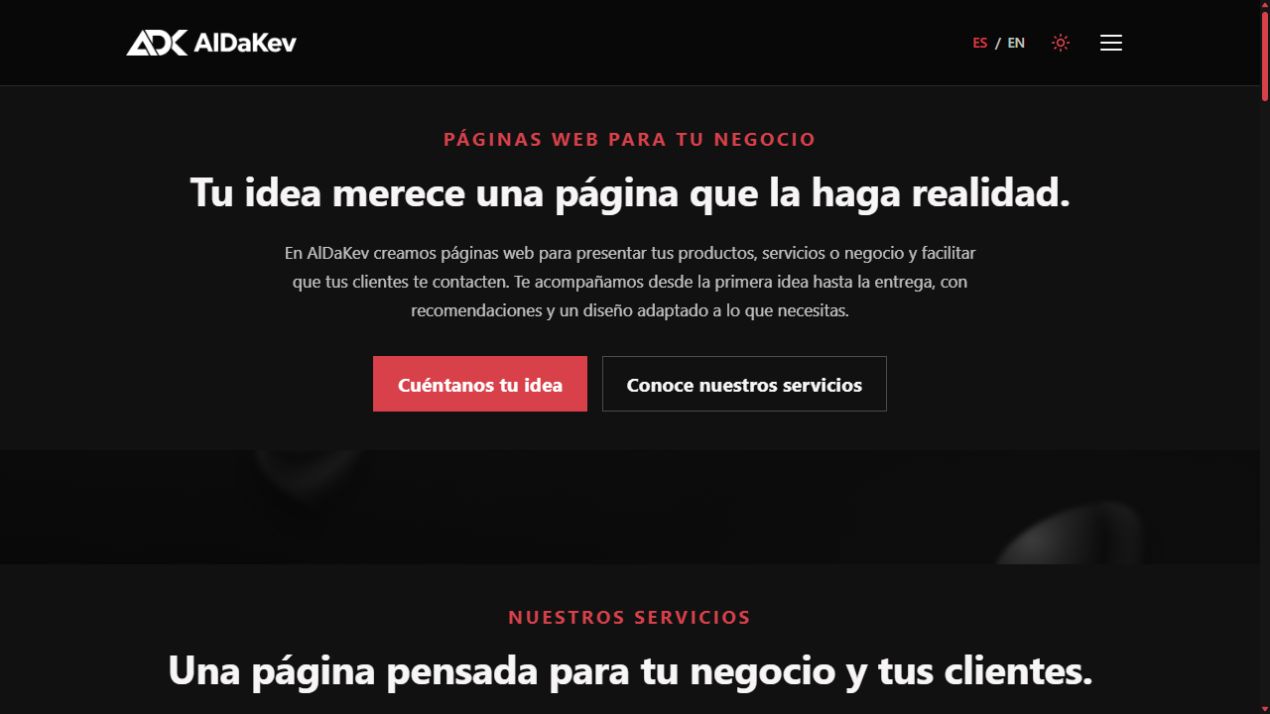 ADK AlDaKev
ES / EN
PÁGINAS WEB PARA TU NEGOCIO
Tu idea merece una página que la haga realidad.
En AlDaKev creamos páginas web para presentar tus productos, servicios o negocio y facilitar
que tus clientes te contacten. Te acompañamos desde la primera idea hasta la entrega, con
recomendaciones y un diseño adaptado a lo que necesitas.
Cuéntanos tu idea
Conoce nuestros servicios
NUESTROS SERVICIOS
Una página pensada para tu negocio y tus clientes.